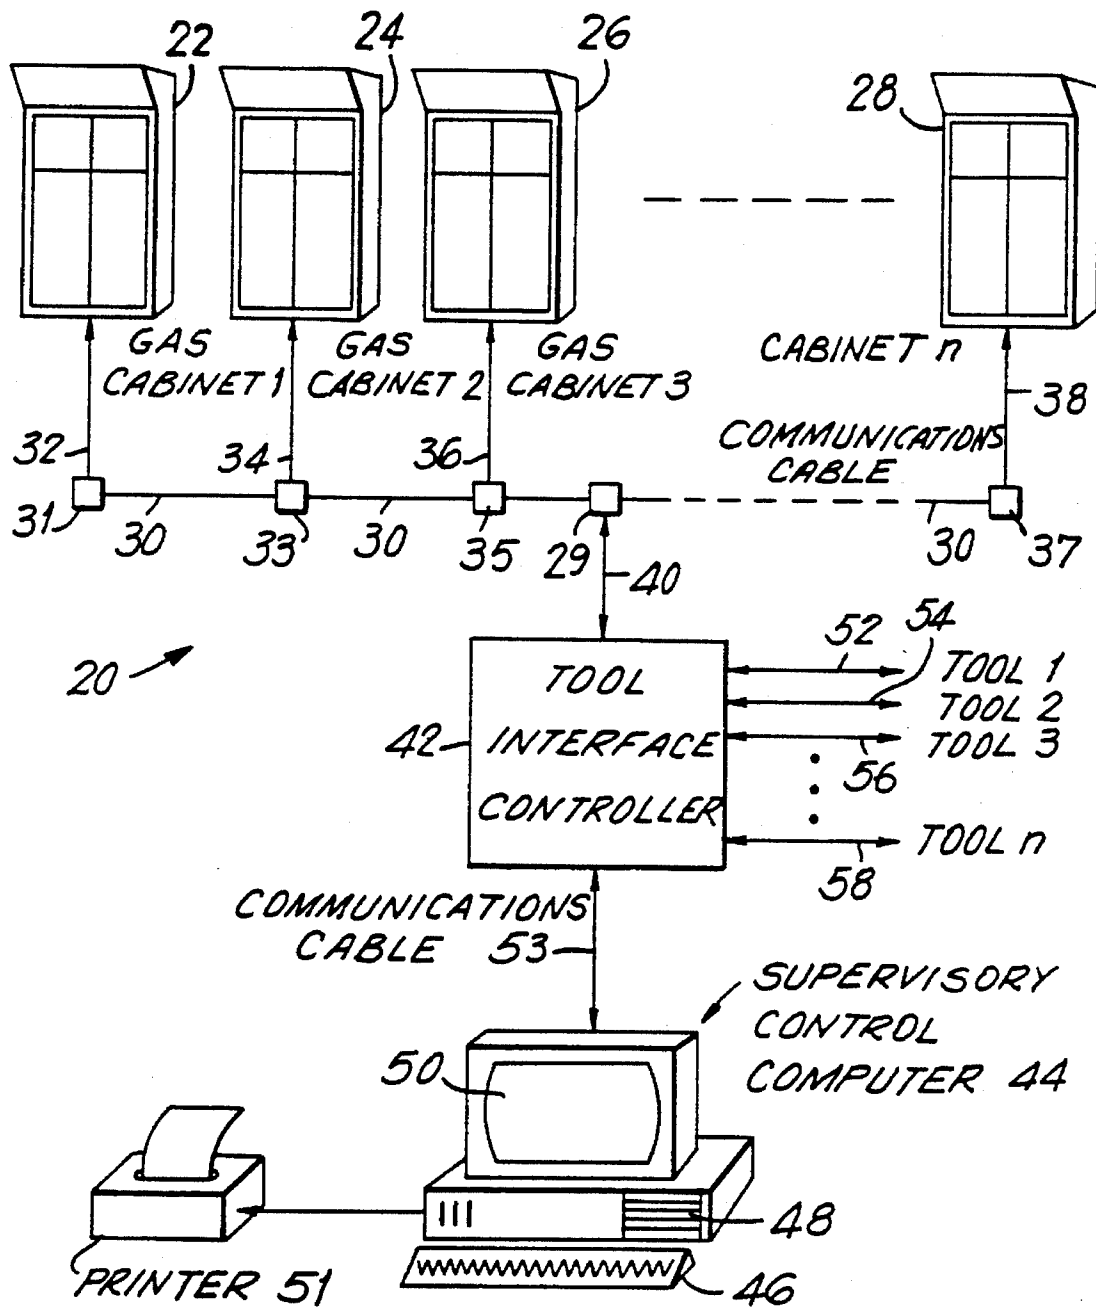 22
24
26
28
GAS CABINET 1
GAS CABINET 2
GAS CABINET 3
CABINET n
32
34
36
38
COMMUNICATIONS CABLE
31
30
33
30
35
29
40
30
37
20
42
TOOL
INTERFACE
CONTROLLER
52
54
TOOL 1
TOOL 2
TOOL 3
56
TOOL n
58
COMMUNICATIONS
CABLE 53
SUPERVISORY
CONTROL
COMPUTER 44
50
48
46
PRINTER 51